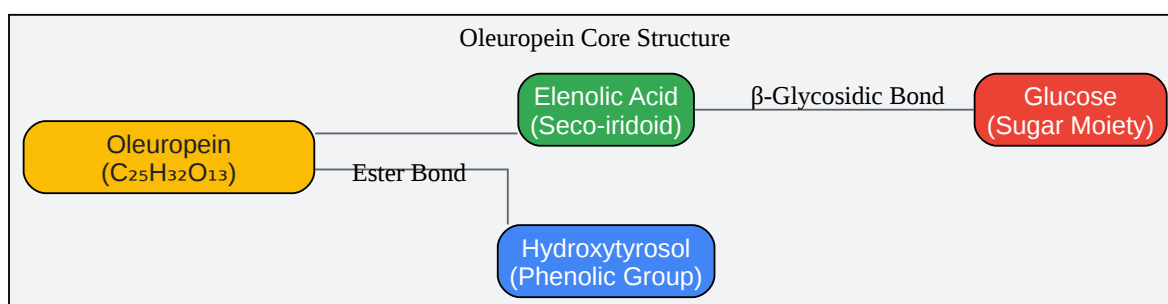 Oleuropein Core Structure
Elenolic Acid
(Seco-iridoid)
β-Glycosidic Bond
Glucose
(Sugar Moiety)
Oleuropein
(C₂₅H₃₂O₁₃)
Ester Bond
Hydroxytyrosol
(Phenolic Group)